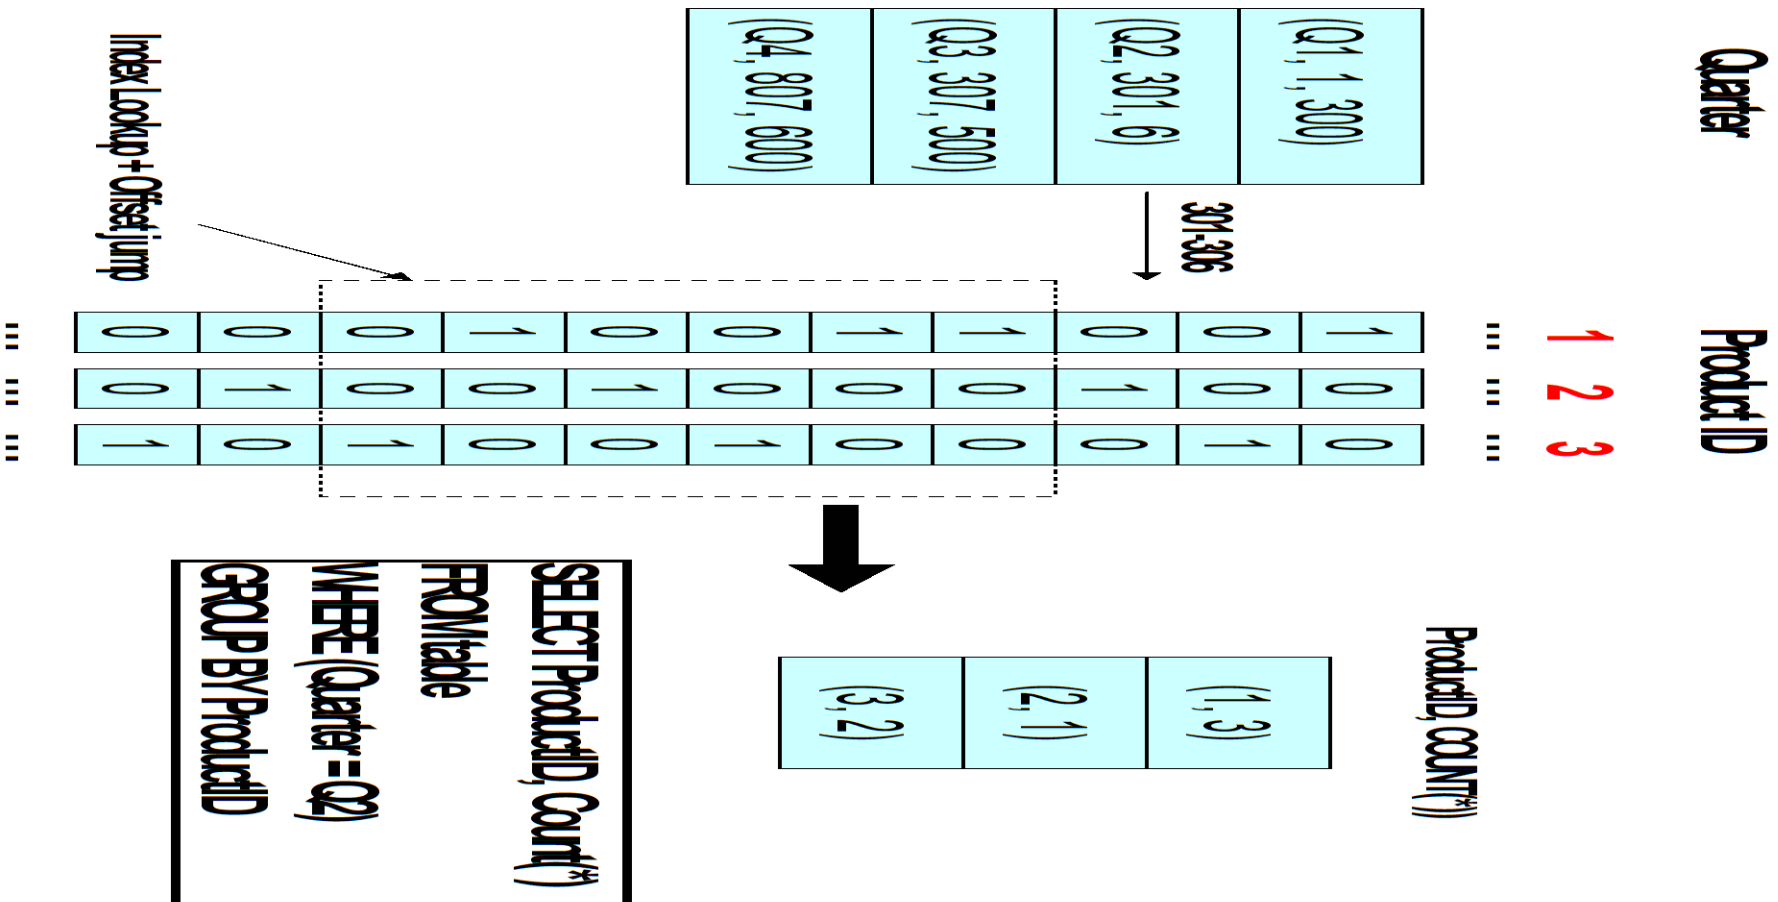 Quarter
Product ID
1 2 3
... ... ...
(Q1, 1, 300)
(Q2, 301, 6)
(Q3, 307, 500)
(Q4, 807, 600)
301-306
1 0 0
0 0 1
0 1 0
1 0 0
1 0 0
0 0 1
0 1 0
1 0 0
0 0 1
0 1 0
0 0 1
... ... ...
Index Lookup + Offset jump
ProductID, COUNT(*)
(1, 3)
(2, 1)
(3, 2)
SELECT ProductID, Count(*)
FROM table
WHERE (Quarter = Q2)
GROUP BY ProductID